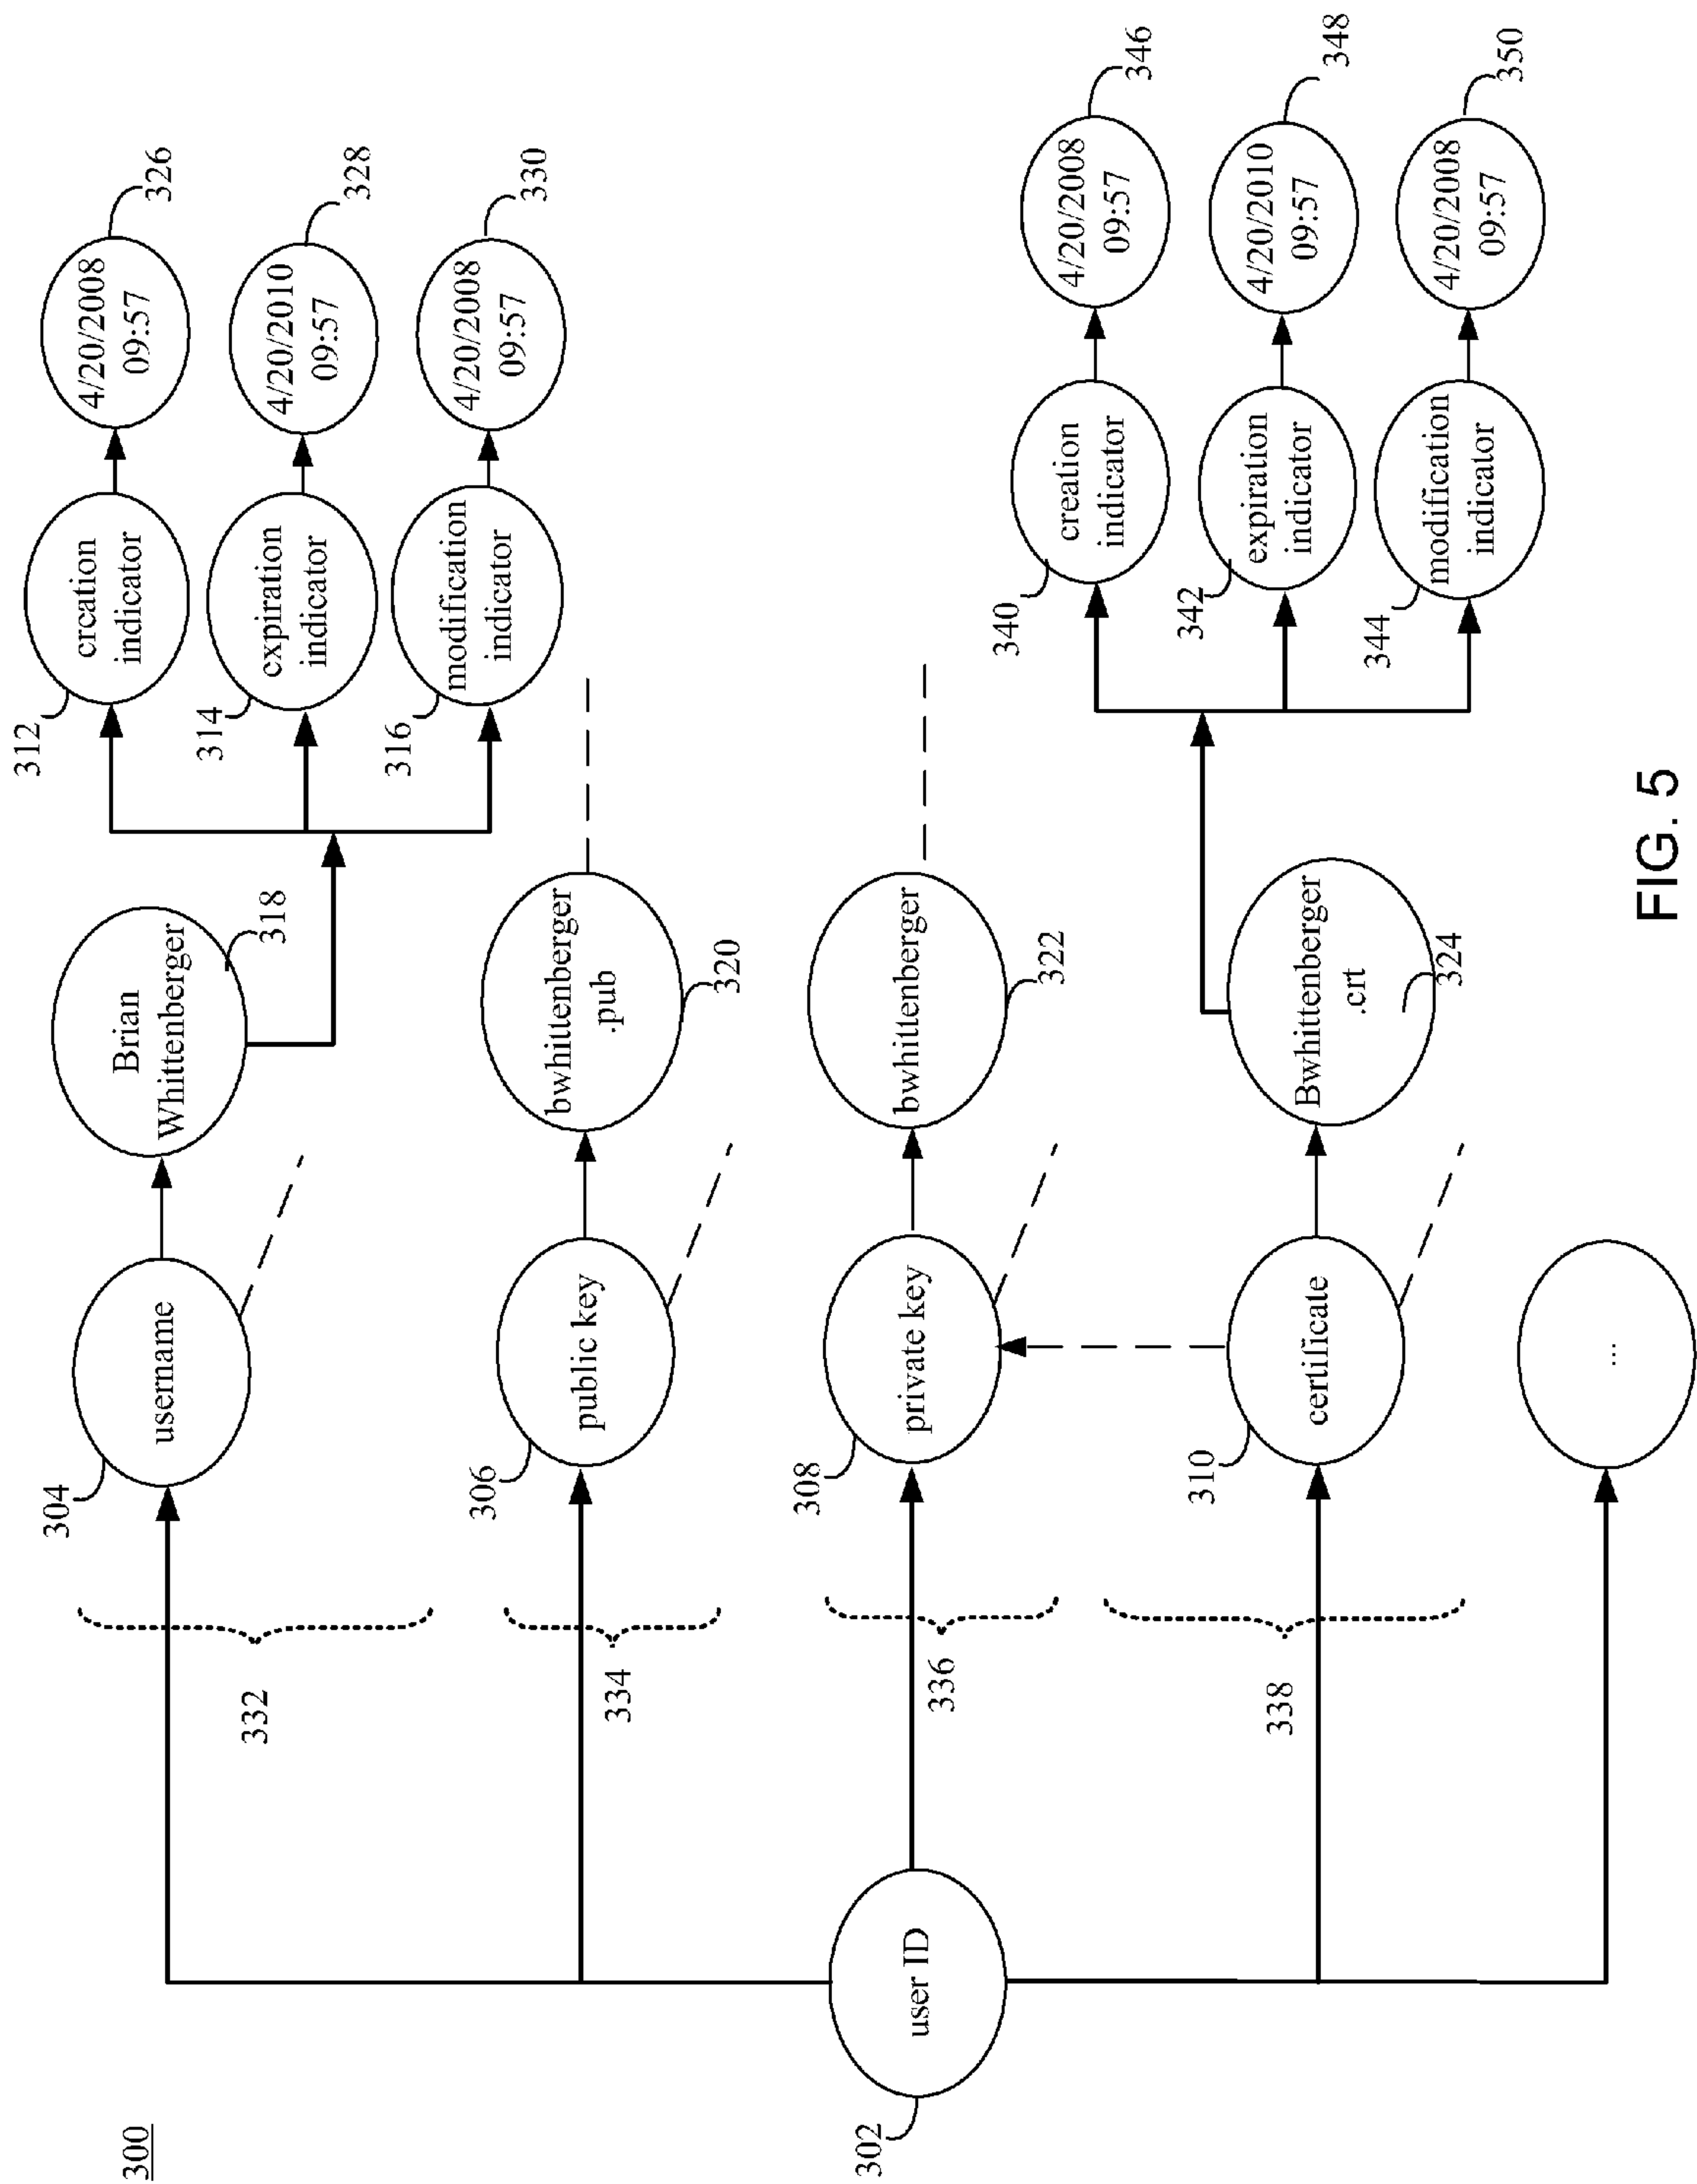 300
332
304
username
Brian
Whittenberger
318
312
creation
indicator
4/20/2008
09:57
326
314
expiration
indicator
4/20/2010
09:57
328
316
modification
indicator
4/20/2008
09:57
330
334
306
public key
bwhittenberger
.pub
320
302
user ID
336
308
private key
bwhittenberger
322
338
310
certificate
Bwhittenberger
.crt
324
340
creation
indicator
4/20/2008
09:57
346
342
expiration
indicator
4/20/2010
09:57
348
344
modification
indicator
4/20/2008
09:57
350
...
FIG. 5